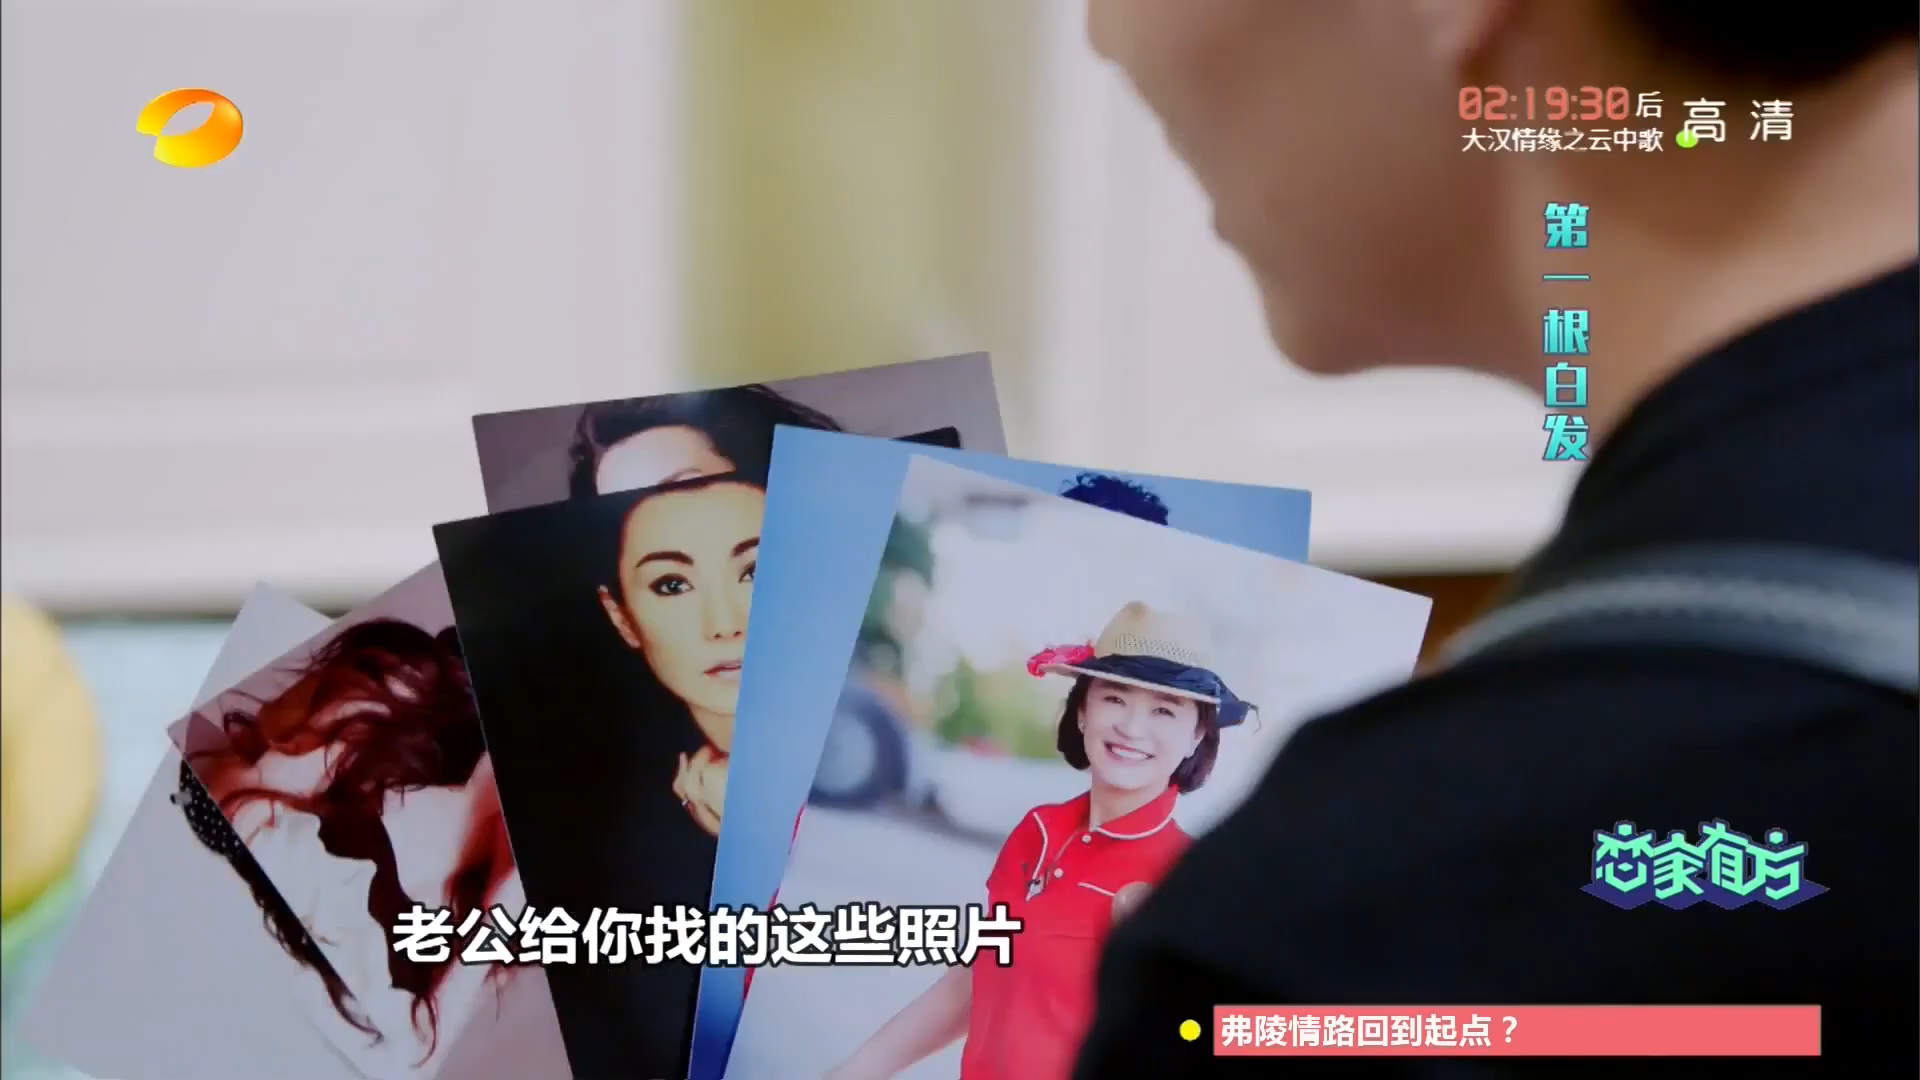 02:19:30后
大汉情缘之云中歌
高清
第一根白发
恋家有方
老公给你找的这些照片
弗陵情路回到起点？